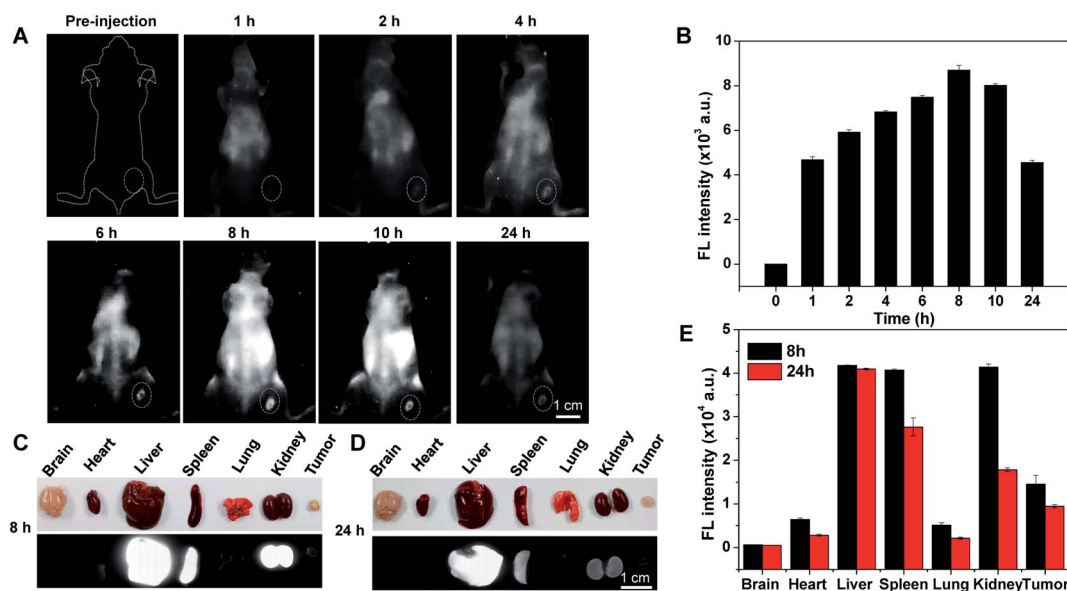 A
Pre-injection
1 h
2 h
4 h
6 h
8 h
10 h
24 h
1 cm
B
FL intensity (x10³ a.u.)
10
8
6
4
2
0
0 1 2 4 6 8 10 24
Time (h)
C
Brain Heart Liver Spleen Lung Kidney Tumor
8 h
D
Brain Heart Liver Spleen Lung Kidney Tumor
24 h
1 cm
E
FL intensity (x10⁴ a.u.)
5
4
3
2
1
0
8h
24h
Brain Heart Liver Spleen Lung Kidney Tumor